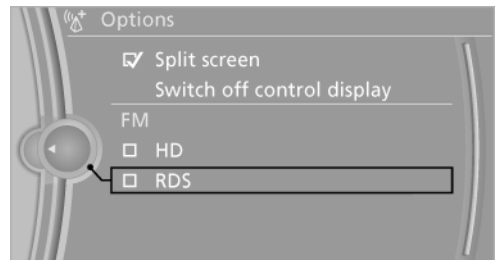 Options
Split screen
Switch off control display
FM
HD
RDS